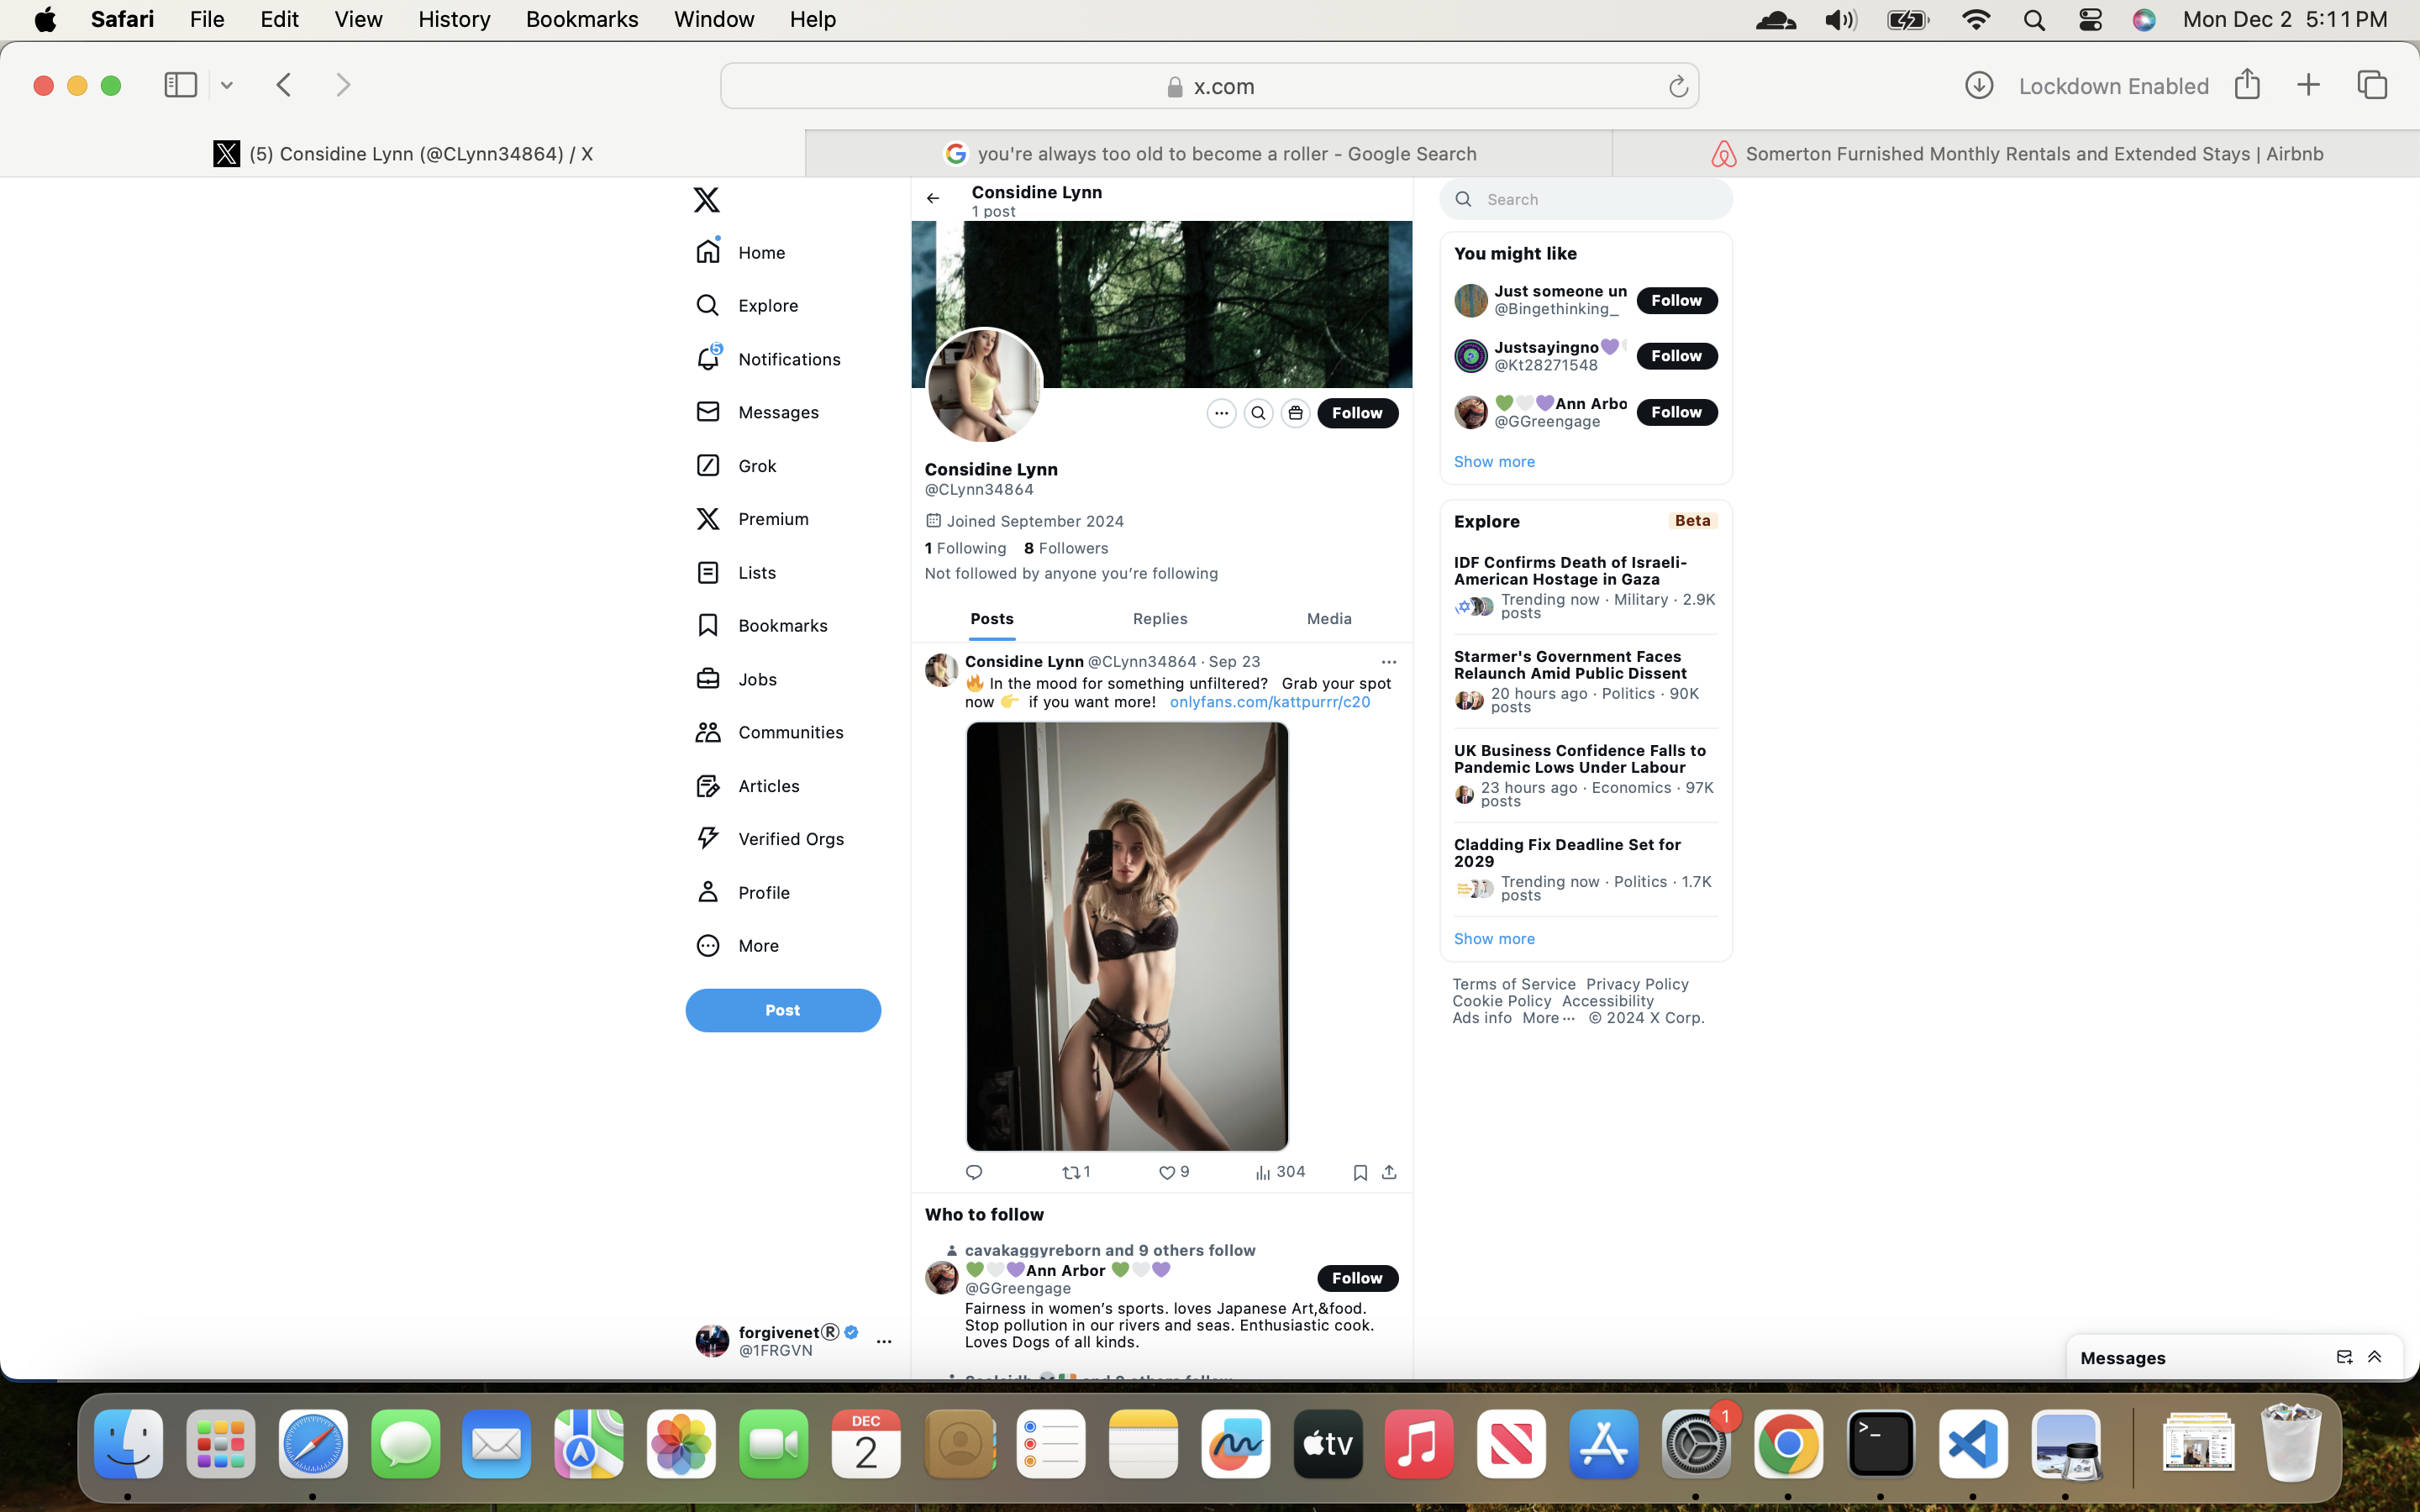 Safari File Edit View History Bookmarks Window Help Mon Dec 2 5:11 PM
x.com
Lockdown Enabled
(5) Considine Lynn (@CLynn34864) / X
you're always too old to become a roller - Google Search
Somerton Furnished Monthly Rentals and Extended Stays | Airbnb
Home
Explore
5
Notifications
Messages
Grok
Premium
Lists
Bookmarks
Jobs
Communities
Articles
Verified Orgs
Profile
More
Post
forgivenet®
@1FRGVN
Considine Lynn
1 post
Follow
Considine Lynn
@CLynn34864
Joined September 2024
1 Following 8 Followers
Not followed by anyone you're following
Posts Replies Media
Considine Lynn @CLynn34864 · Sep 23
🔥 In the mood for something unfiltered? Grab your spot
now 👉 if you want more! onlyfans.com/kattpurrr/c20
1 9 304
Who to follow
cavakaggyreborn and 9 others follow
💚🤍💜Ann Arbor 💚🤍💜
@GGreengage
Follow
Fairness in women's sports. loves Japanese Art,&food.
Stop pollution in our rivers and seas. Enthusiastic cook.
Loves Dogs of all kinds.
Search
You might like
Just someone un
@Bingethinking_
Follow
Justsayingno💜
@Kt28271548
Follow
💚🤍💜Ann Arbo
@GGreengage
Follow
Show more
Explore Beta
IDF Confirms Death of Israeli-
American Hostage in Gaza
Trending now · Military · 2.9K
posts
Starmer's Government Faces
Relaunch Amid Public Dissent
20 hours ago · Politics · 90K
posts
UK Business Confidence Falls to
Pandemic Lows Under Labour
23 hours ago · Economics · 97K
posts
Cladding Fix Deadline Set for
2029
Trending now · Politics · 1.7K
posts
Show more
Terms of Service Privacy Policy
Cookie Policy Accessibility
Ads info More ··· © 2024 X Corp.
Messages
DEC
2
tv
1
>_